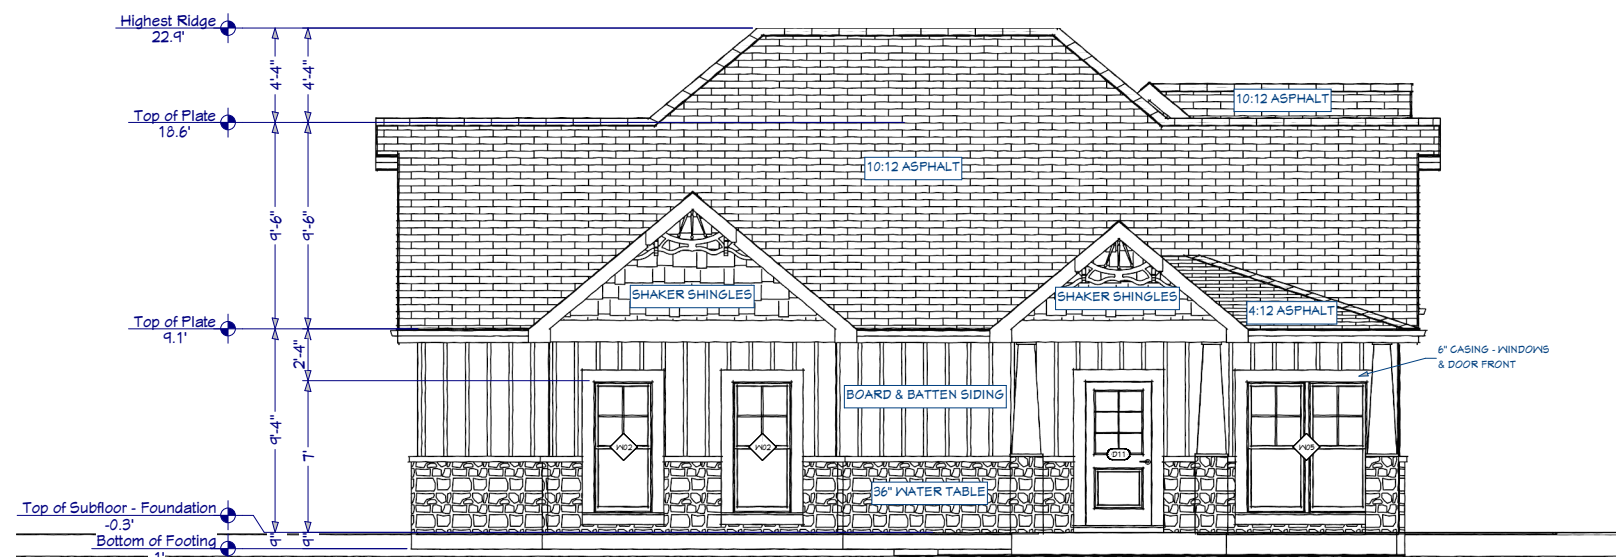 Highest Ridge
22.9'
4'-4"
4'-4"
10:12 ASPHALT
Top of Plate
18.6'
10:12 ASPHALT
9'-6"
9'-6"
SHAKER SHINGLES
SHAKER SHINGLES
4:12 ASPHALT
Top of Plate
9.1'
2'-4"
6" CASING - WINDOWS
& DOOR FRONT
BOARD & BATTEN SIDING
9'-4"
7'
W02
W02
D11
W05
36" WATER TABLE
Top of Subfloor - Foundation
-0.3'
9"
9"
Bottom of Footing
-1'